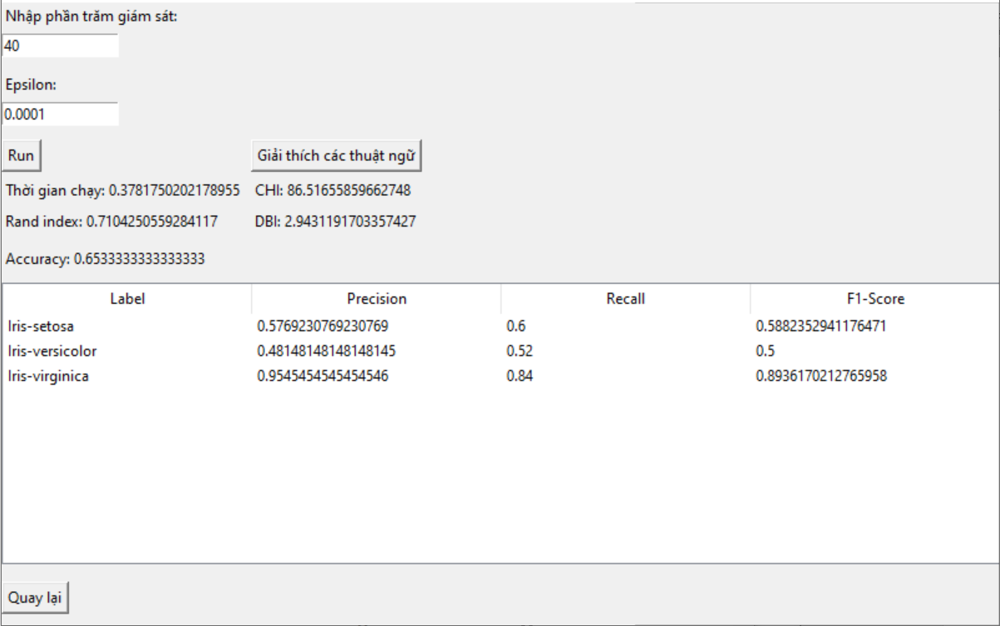 Nhập phần trăm giám sát:
40
Epsilon:
0.0001
Run Giải thích các thuật ngữ
Thời gian chạy: 0.3781750202178955 CHI: 86.51655859662748
Rand index: 0.7104250559284117 DBI: 2.9431191703357427
Accuracy: 0.6533333333333333
Label Precision Recall F1-Score
Iris-setosa 0.5769230769230769 0.6 0.5882352941176471
Iris-versicolor 0.48148148148148145 0.52 0.5
Iris-virginica 0.9545454545454546 0.84 0.8936170212765958
Quay lại